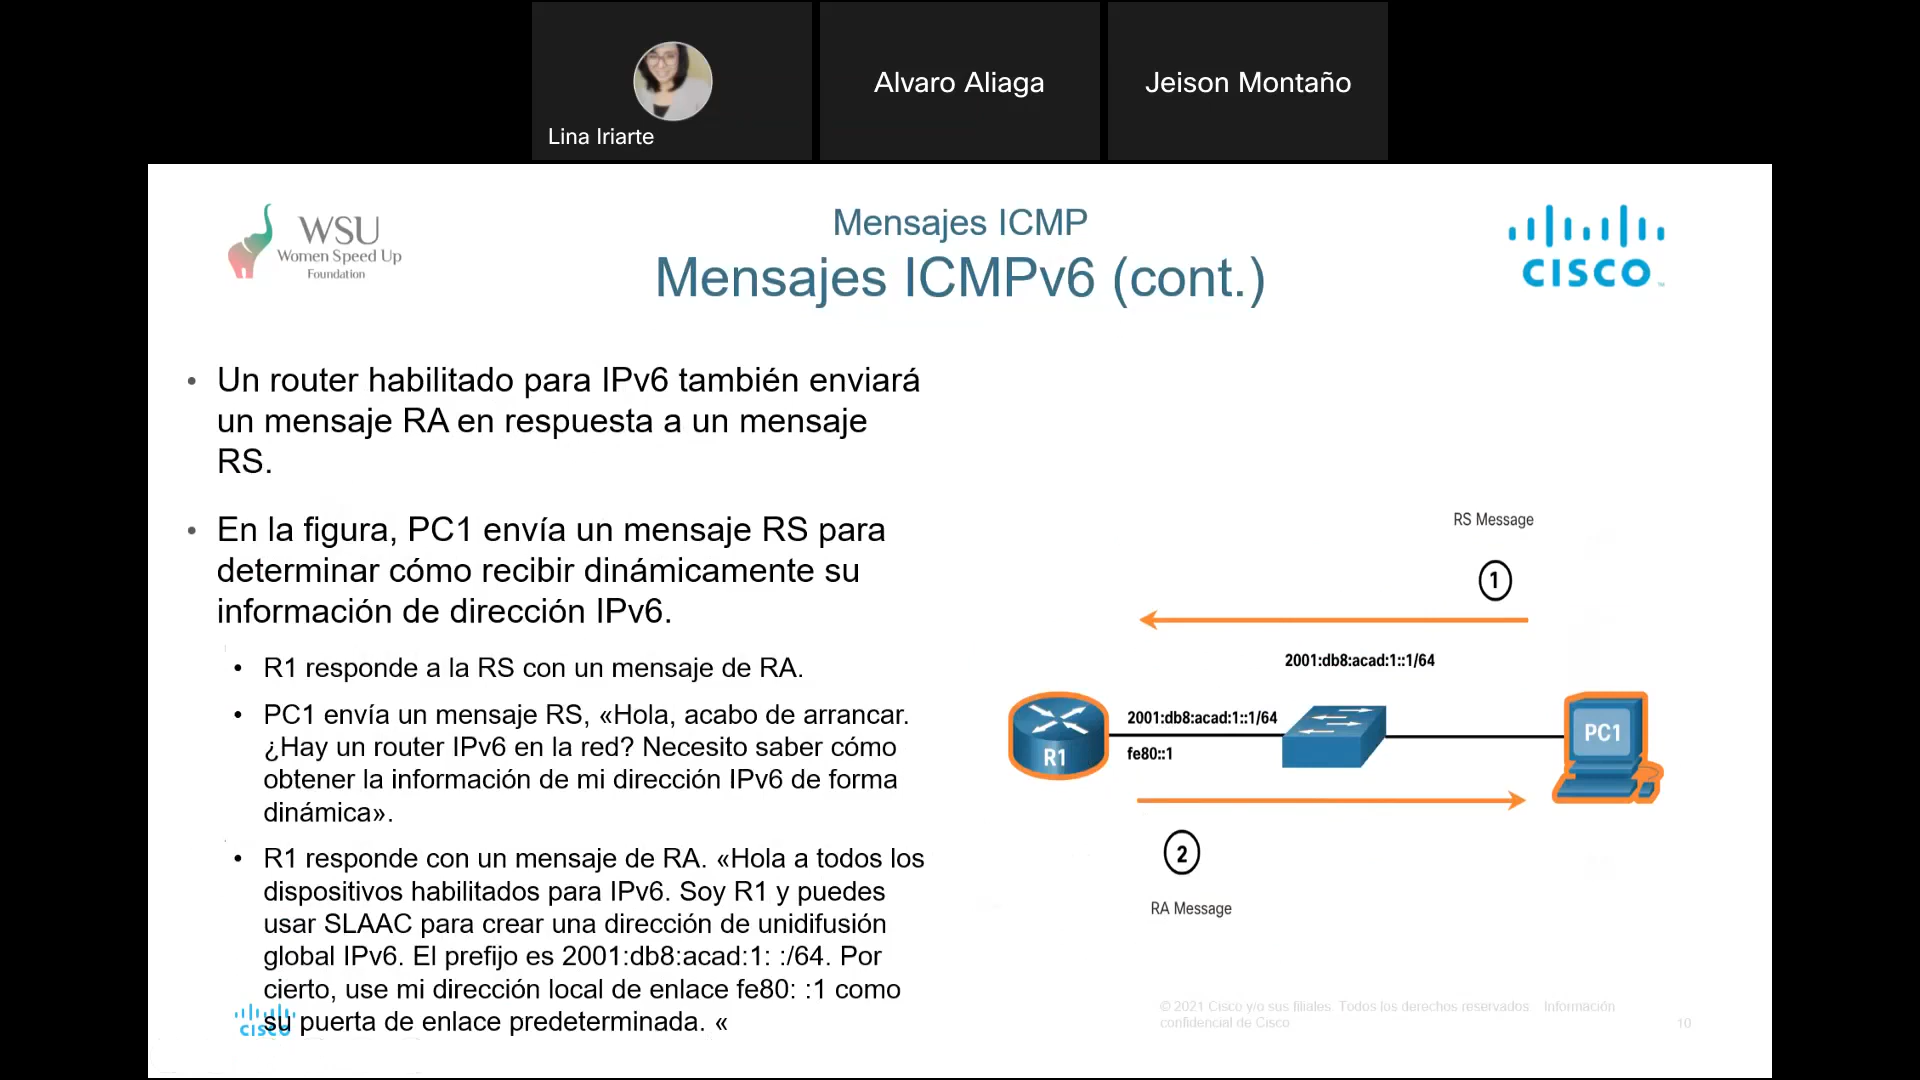 Lina Iriarte
Alvaro Aliaga
Jeison Montaño
WSU
Women Speed Up
Foundation
Mensajes ICMP
Mensajes ICMPv6 (cont.)
CISCO
• Un router habilitado para IPv6 también enviará
un mensaje RA en respuesta a un mensaje
RS.
• En la figura, PC1 envía un mensaje RS para
determinar cómo recibir dinámicamente su
información de dirección IPv6.
• R1 responde a la RS con un mensaje de RA.
• PC1 envía un mensaje RS, «Hola, acabo de arrancar.
¿Hay un router IPv6 en la red? Necesito saber cómo
obtener la información de mi dirección IPv6 de forma
dinámica».
• R1 responde con un mensaje de RA. «Hola a todos los
dispositivos habilitados para IPv6. Soy R1 y puedes
usar SLAAC para crear una dirección de unidifusión
global IPv6. El prefijo es 2001:db8:acad:1: :/64. Por
cierto, use mi dirección local de enlace fe80: :1 como
su puerta de enlace predeterminada. «
RS Message
1
2001:db8:acad:1::1/64
2001:db8:acad:1::1/64
fe80::1
R1
PC1
2
RA Message
CISCO
© 2021 Cisco y/o sus filiales. Todos los derechos reservados Información
confidencial de Cisco
10